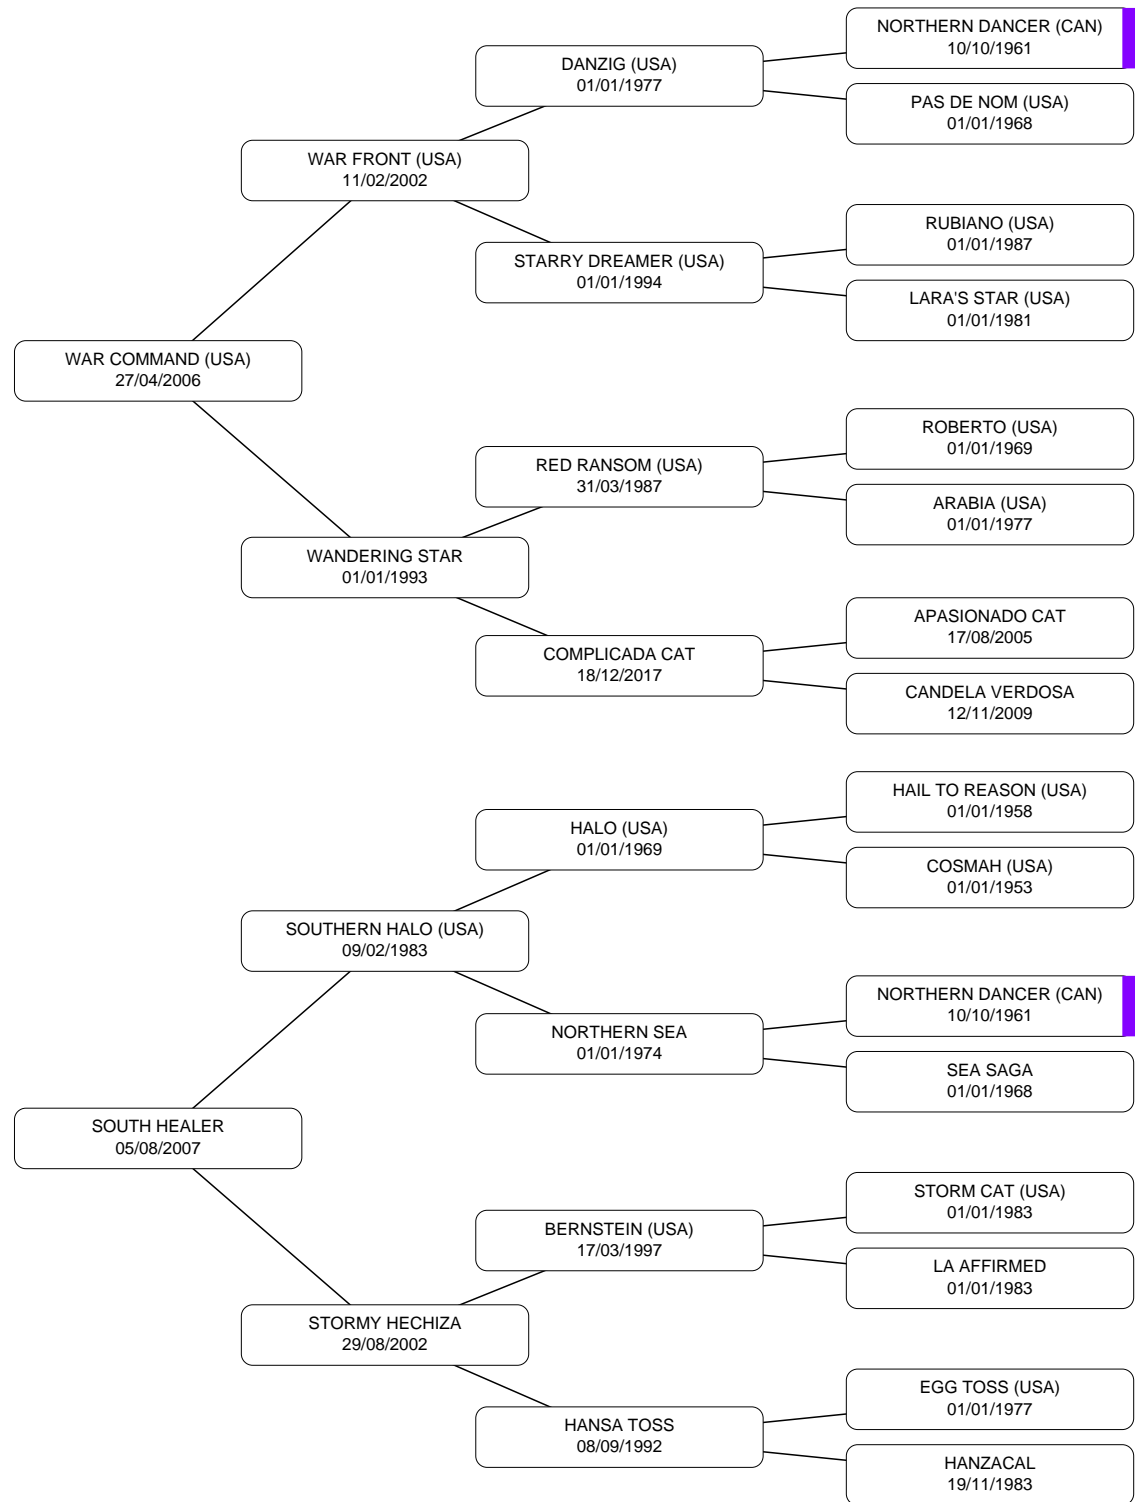 NORTHERN DANCER (CAN)
10/10/1961
DANZIG (USA)
01/01/1977
PAS DE NOM (USA)
01/01/1968
WAR FRONT (USA)
11/02/2002
RUBIANO (USA)
01/01/1987
STARRY DREAMER (USA)
01/01/1994
LARA'S STAR (USA)
01/01/1981
WAR COMMAND (USA)
27/04/2006
ROBERTO (USA)
01/01/1969
RED RANSOM (USA)
31/03/1987
ARABIA (USA)
01/01/1977
WANDERING STAR
01/01/1993
APASIONADO CAT
17/08/2005
COMPLICADA CAT
18/12/2017
CANDELA VERDOSA
12/11/2009
HAIL TO REASON (USA)
01/01/1958
HALO (USA)
01/01/1969
COSMAH (USA)
01/01/1953
SOUTHERN HALO (USA)
09/02/1983
NORTHERN DANCER (CAN)
10/10/1961
NORTHERN SEA
01/01/1974
SEA SAGA
01/01/1968
SOUTH HEALER
05/08/2007
STORM CAT (USA)
01/01/1983
BERNSTEIN (USA)
17/03/1997
LA AFFIRMED
01/01/1983
STORMY HECHIZA
29/08/2002
EGG TOSS (USA)
01/01/1977
HANSA TOSS
08/09/1992
HANZACAL
19/11/1983